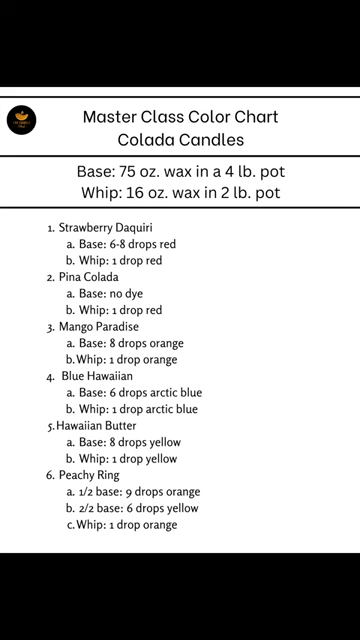 Master Class Color Chart
Colada Candles
Base: 75 oz. wax in a 4 lb. pot
Whip: 16 oz. wax in 2 lb. pot
1. Strawberry Daquiri
a. Base: 6-8 drops red
b. Whip: 1 drop red
2. Pina Colada
a. Base: no dye
b. Whip: 1 drop red
3. Mango Paradise
a. Base: 8 drops orange
b. Whip: 1 drop orange
4. Blue Hawaiian
a. Base: 6 drops arctic blue
b. Whip: 1 drop arctic blue
5. Hawaiian Butter
a. Base: 8 drops yellow
b. Whip: 1 drop yellow
6. Peachy Ring
a. 1/2 base: 9 drops orange
b. 2/2 base: 6 drops yellow
c. Whip: 1 drop orange